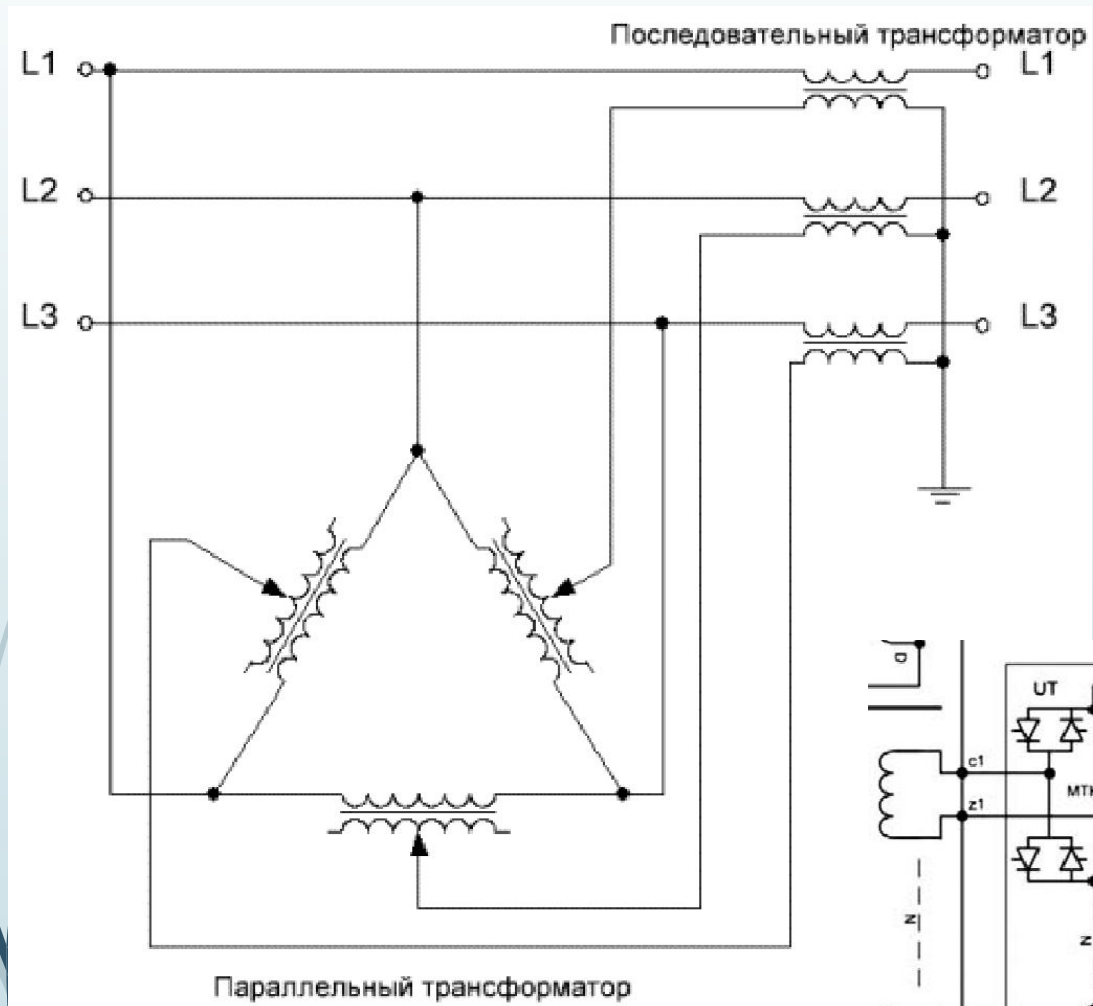 Последовательный трансформатор
L1
L1
L2
L2
L3
L3
UT
c1
z1
Параллельный трансформатор